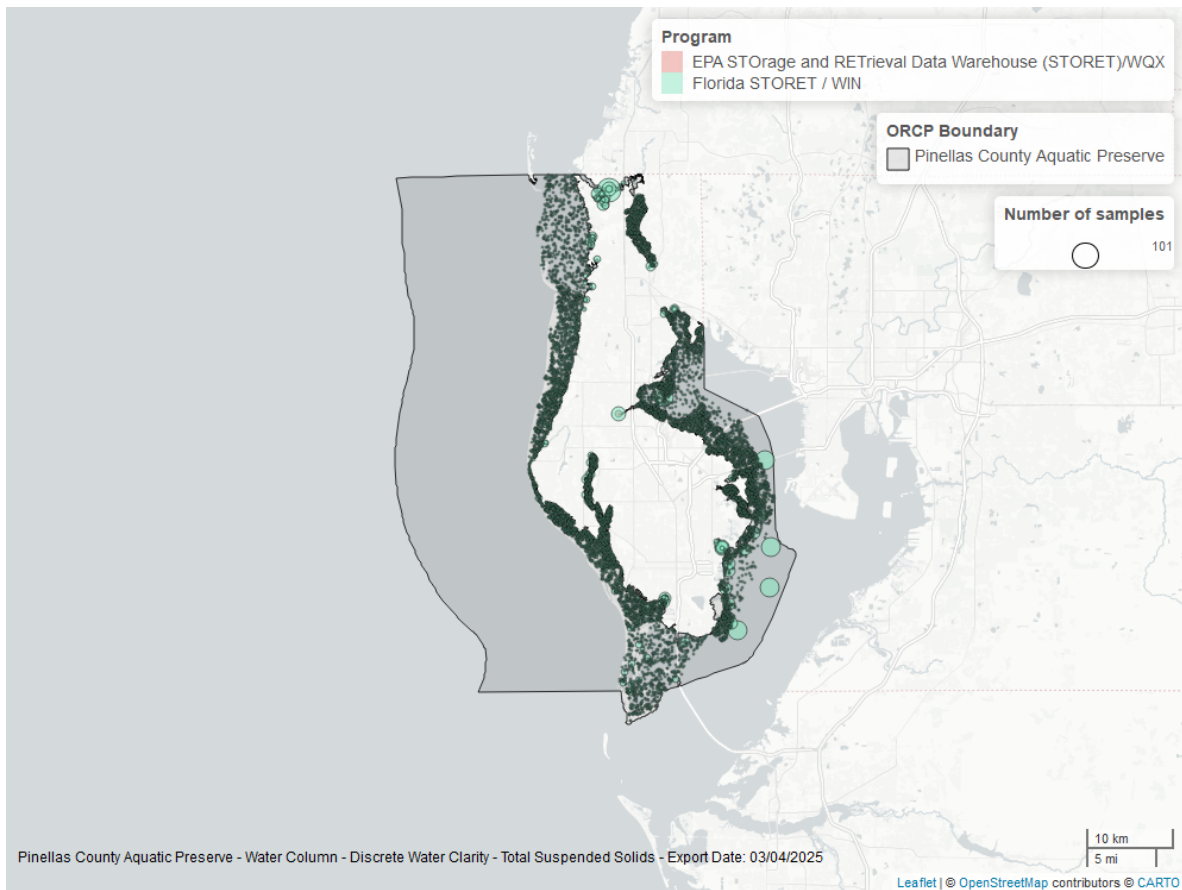 Program
EPA STOrage and RETrieval Data Warehouse (STORET)/WQX
Florida STORET / WIN
ORCP Boundary
Pinellas County Aquatic Preserve
Number of samples
101
10 km
5 mi
Pinellas County Aquatic Preserve - Water Column - Discrete Water Clarity - Total Suspended Solids - Export Date: 03/04/2025
Leaflet | © OpenStreetMap contributors © CARTO